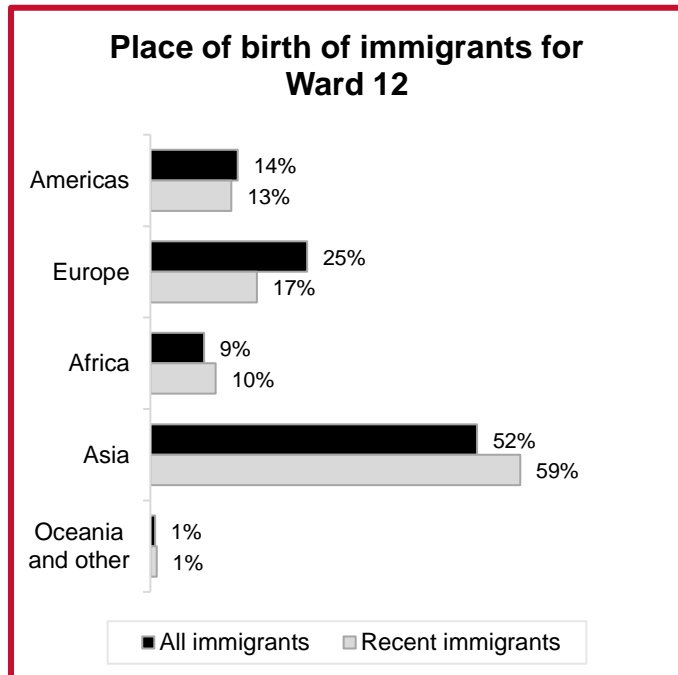 Place of birth of immigrants for
Ward 12
Americas
14%
13%
Europe
25%
17%
Africa
9%
10%
Asia
52%
59%
Oceania
and other
1%
1%
All immigrants
Recent immigrants